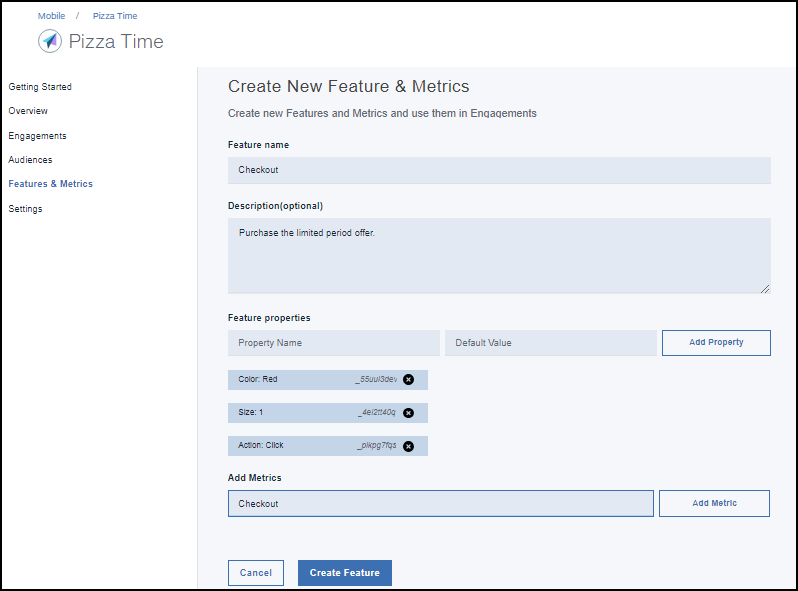 Mobile / Pizza Time
Pizza Time
Getting Started
Overview
Engagements
Audiences
Features & Metrics
Settings
Create New Feature & Metrics
Create new Features and Metrics and use them in Engagements
Feature name
Checkout
Description(optional)
Purchase the limited period offer.
Feature properties
Property Name Default Value Add Property
Color: Red
Size: 1
Action: Click
Add Metrics
Checkout Add Metric
Cancel Create Feature